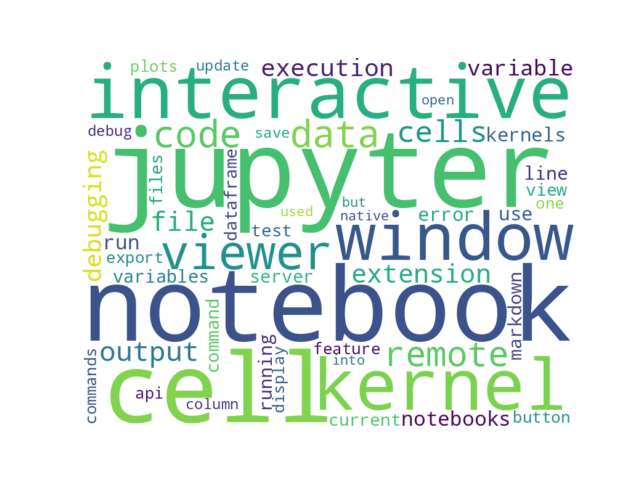 plots update execution variable
interactive
open
debug code save data cells kernels
jupyter
debugging files dataframe line
view
file used but native error use one
run test
viewer window
export
variables server extension
notebook
markdown
output command running feature remote
commands display into
cell kernel
api
column current notebooks button